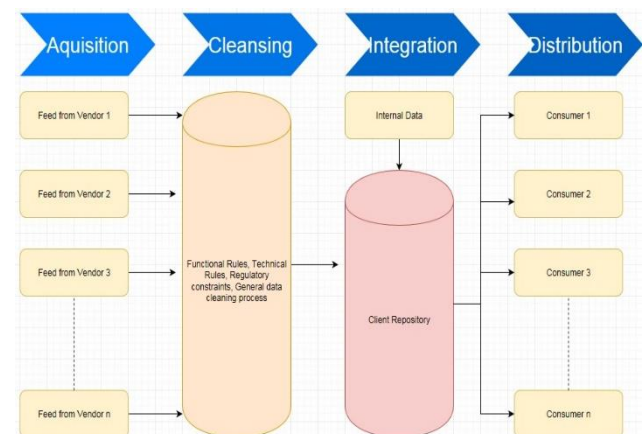 Aquisition
Cleansing
Integration
Distribution
Feed from Vendor 1
Internal Data
Consumer 1
Feed from Vendor 2
Consumer 2
Feed from Vendor 3
Functional Rules, Technical
Rules, Regulatory
constraints, General data
cleaning process
Consumer 3
Client Repository
Feed from Vendor n
Consumer n